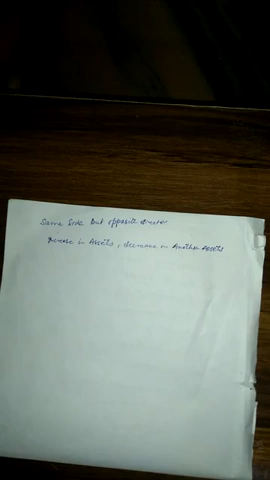 Same Side but opposite direction
Increase in Assets, decrease in Another Assets